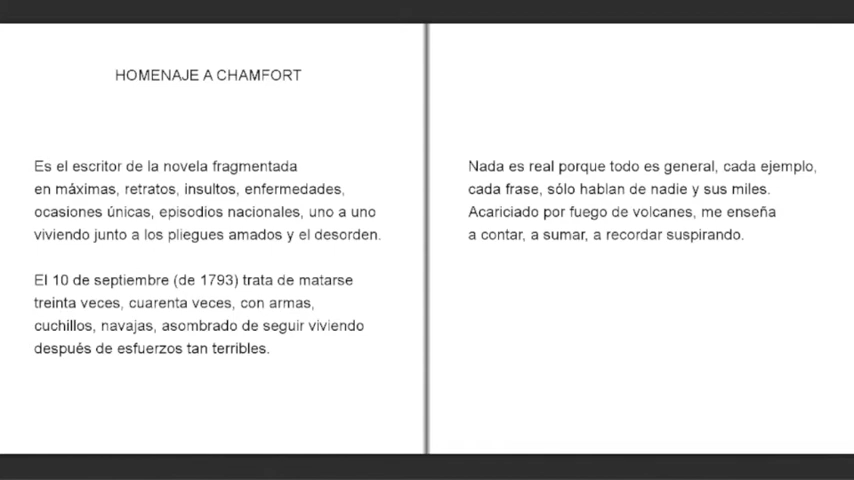 HOMENAJE A CHAMFORT
Es el escritor de la novela fragmentada
en máximas, retratos, insultos, enfermedades,
ocasiones únicas, episodios nacionales, uno a uno
viviendo junto a los pliegues amados y el desorden.
El 10 de septiembre (de 1793) trata de matarse
treinta veces, cuarenta veces, con armas,
cuchillos, navajas, asombrado de seguir viviendo
después de esfuerzos tan terribles.
Nada es real porque todo es general, cada ejemplo,
cada frase, sólo hablan de nadie y sus miles.
Acariciado por fuego de volcanes, me enseña
a contar, a sumar, a recordar suspirando.